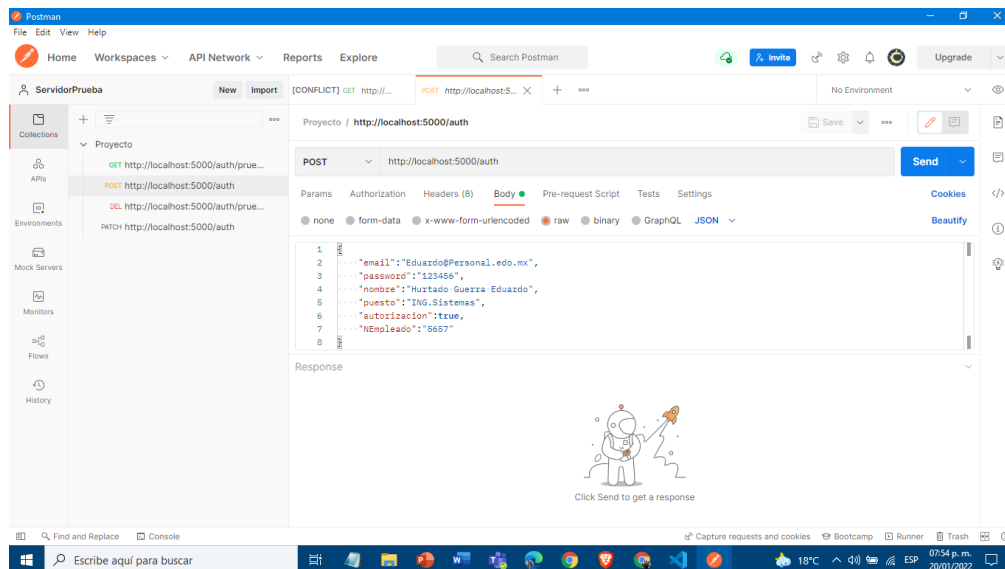 Postman
File Edit View Help
Home Workspaces API Network Reports Explore Search Postman Invite Upgrade
ServidorPrueba New Import [CONFLICT] GET http://... POST http://localhost:5... No Environment
Collections
APIs
Environments
Mock Servers
Monitors
Flows
History
Proyecto
GET http://localhost:5000/auth/prue...
POST http://localhost:5000/auth
DEL http://localhost:5000/auth/prue...
PATCH http://localhost:5000/auth
Proyecto / http://localhost:5000/auth Save
POST http://localhost:5000/auth Send
Params Authorization Headers (8) Body Pre-request Script Tests Settings Cookies
none form-data x-www-form-urlencoded raw binary GraphQL JSON Beautify
1 {
2 "email":"Eduardo@Personal.edo.mx",
3 "password":"123456",
4 "nombre":"Hurtado Guerra Eduardo",
5 "puesto":"ING.Sistemas",
6 "autorizacion":true,
7 "NEmpleado":"5657"
8 }
Response
Click Send to get a response
Find and Replace Console Capture requests and cookies Bootcamp Runner Trash
Escribe aquí para buscar 18°C ESP 07:54 p. m.
20/01/2022